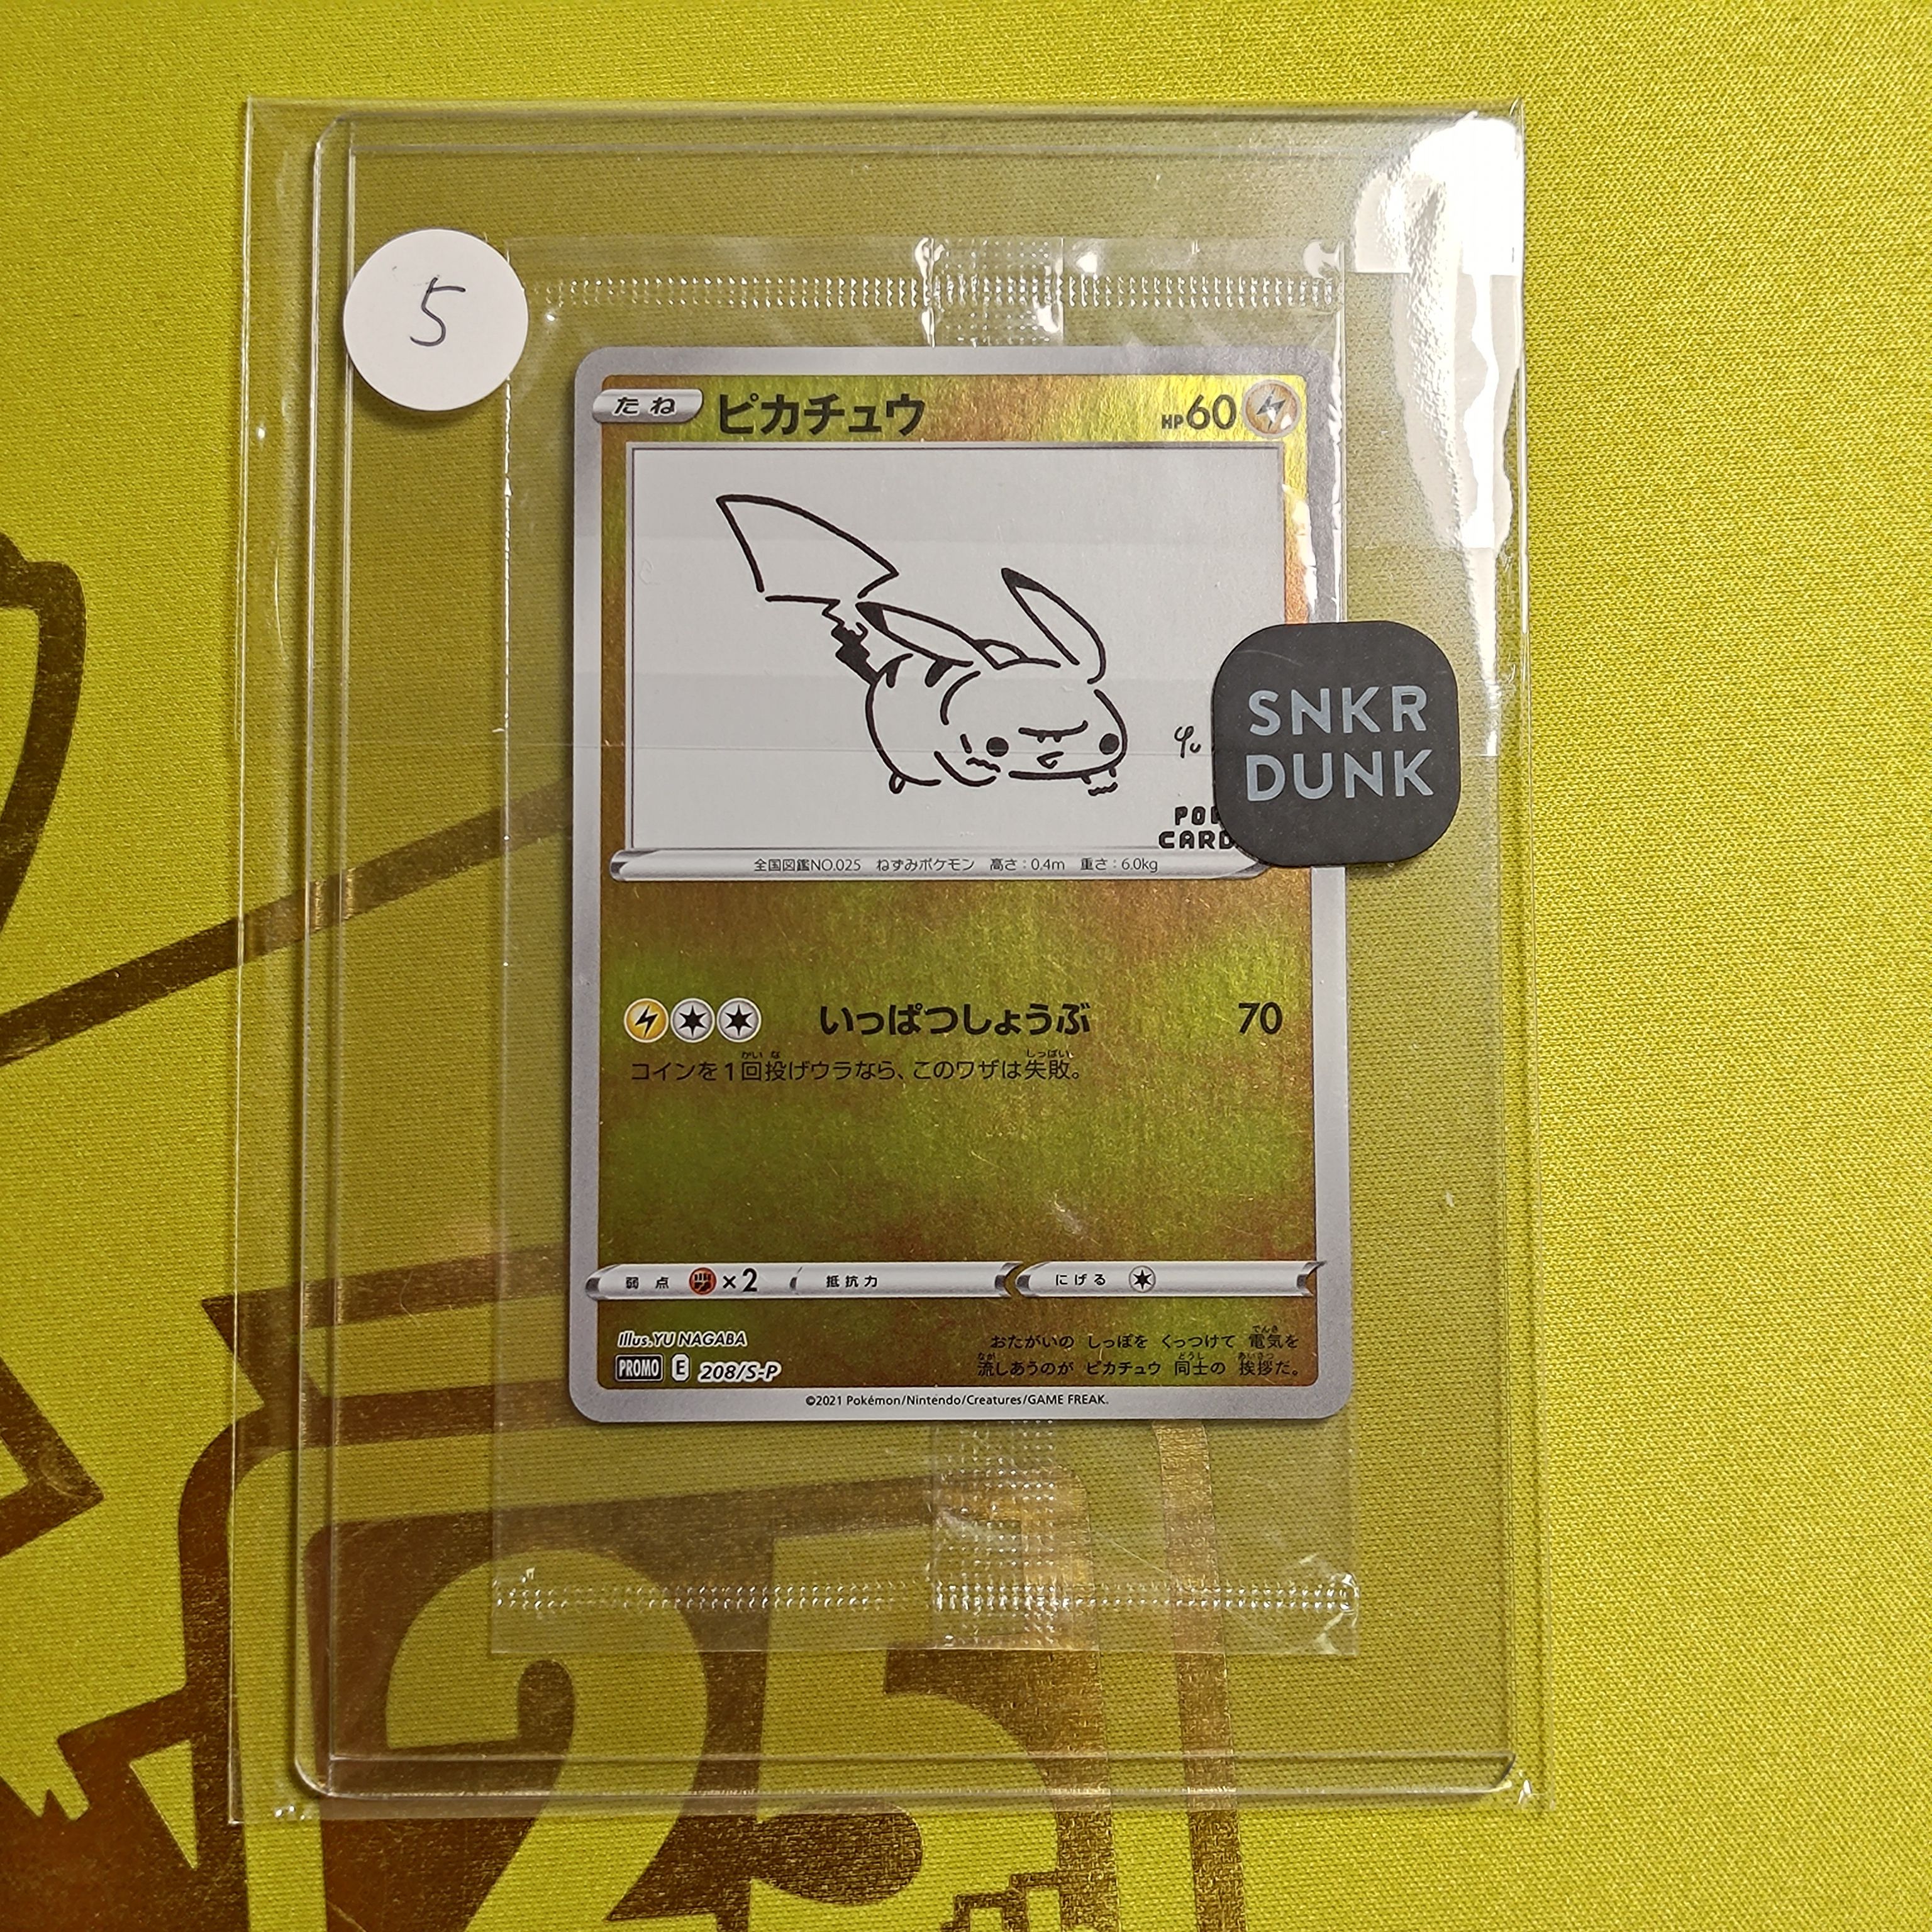 5
たね ピカチュウ HP60
Yu
SNKR
DUNK
CARD
全国図鑑NO.025 ねずみポケモン 高さ:0.4m 重さ:6.0kg
いっぱつしょうぶ 70
コインを1回投げウラなら、このワザは失敗。
弱点 ×2 抵抗力 にげる
Illus.YU NAGABA
おたがいの しっぽを くっつけて 電気を
PROMO E 208/S-P
流しあうのが ピカチュウ 同士の 挨拶だ。
©2021 Pokémon/Nintendo/Creatures/GAME FREAK.
25